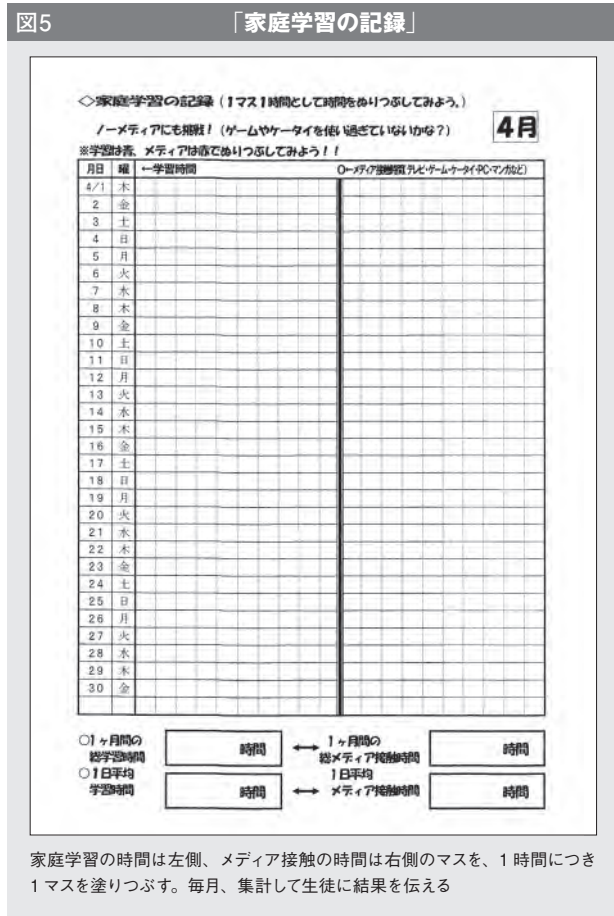 図5 「家庭学習の記録」
◇家庭学習の記録（1マス1時間として時間をぬりつぶしてみよう。）
ノーメディアにも挑戦！（ゲームやケータイを使い過ぎていないかな？）
4月
※学習は青、メディアは赤でぬりつぶしてみよう！！
月日 曜 ←学習時間 0←メディア接触時間(テレビ・ゲーム・ケータイ・PC・マンガなど)
4/1 木
2 金
3 土
4 日
5 月
6 火
7 水
8 木
9 金
10 土
11 日
12 月
13 火
14 水
15 木
16 金
17 土
18 日
19 月
20 火
21 水
22 木
23 金
24 土
25 日
26 月
27 火
28 水
29 木
30 金
○1ヶ月間の 1ヶ月間の
総学習時間 時間 ←→ 総メディア接触時間 時間
○1日平均 1日平均
学習時間 時間 ←→ メディア接触時間 時間
家庭学習の時間は左側、メディア接触の時間は右側のマスを、1時間につき
1マスを塗りつぶす。毎月、集計して生徒に結果を伝える